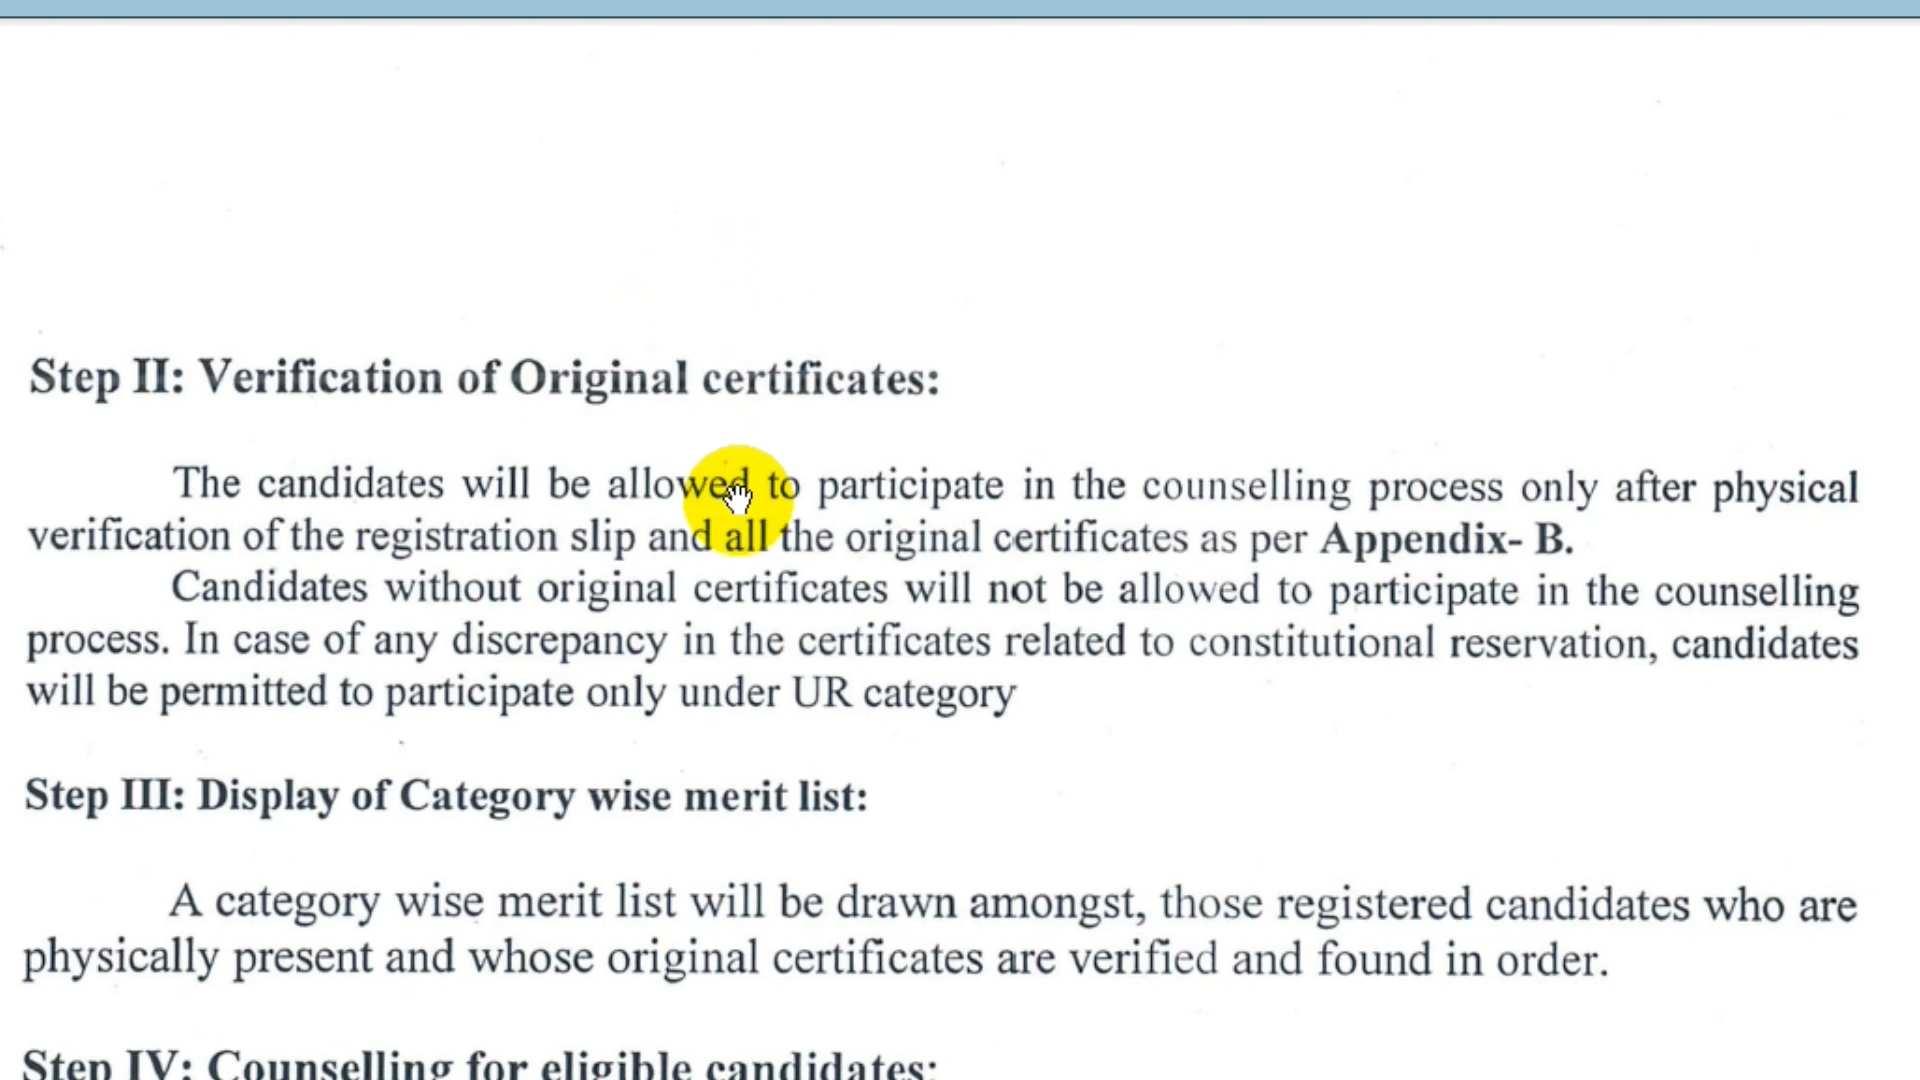 Step II: Verification of Original certificates:
The candidates will be allowed to participate in the counselling process only after physical
verification of the registration slip and all the original certificates as per Appendix- B.
Candidates without original certificates will not be allowed to participate in the counselling
process. In case of any discrepancy in the certificates related to constitutional reservation, candidates
will be permitted to participate only under UR category
Step III: Display of Category wise merit list:
A category wise merit list will be drawn amongst, those registered candidates who are
physically present and whose original certificates are verified and found in order.
Step IV: Counselling for eligible candidates: